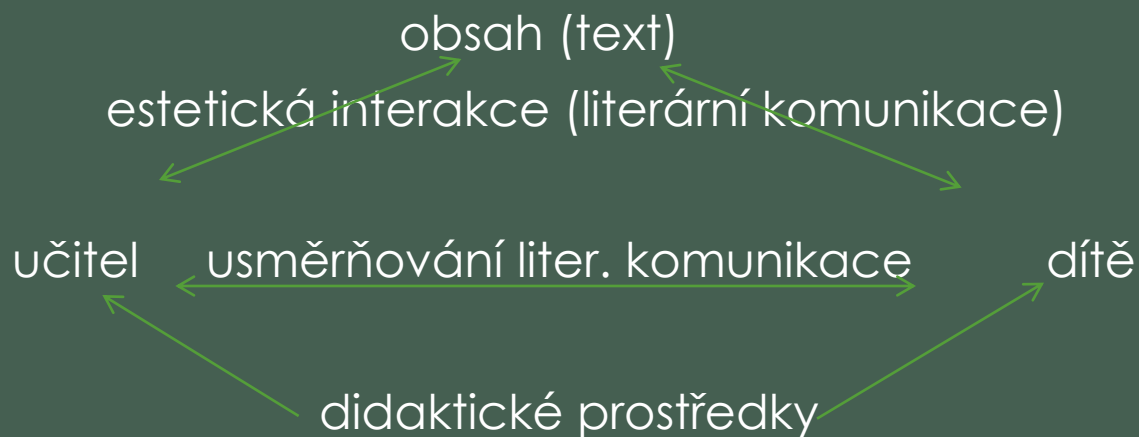 obsah (text)
estetická interakce (literární komunikace)
učitel usměrňování liter. komunikace dítě
didaktické prostředky